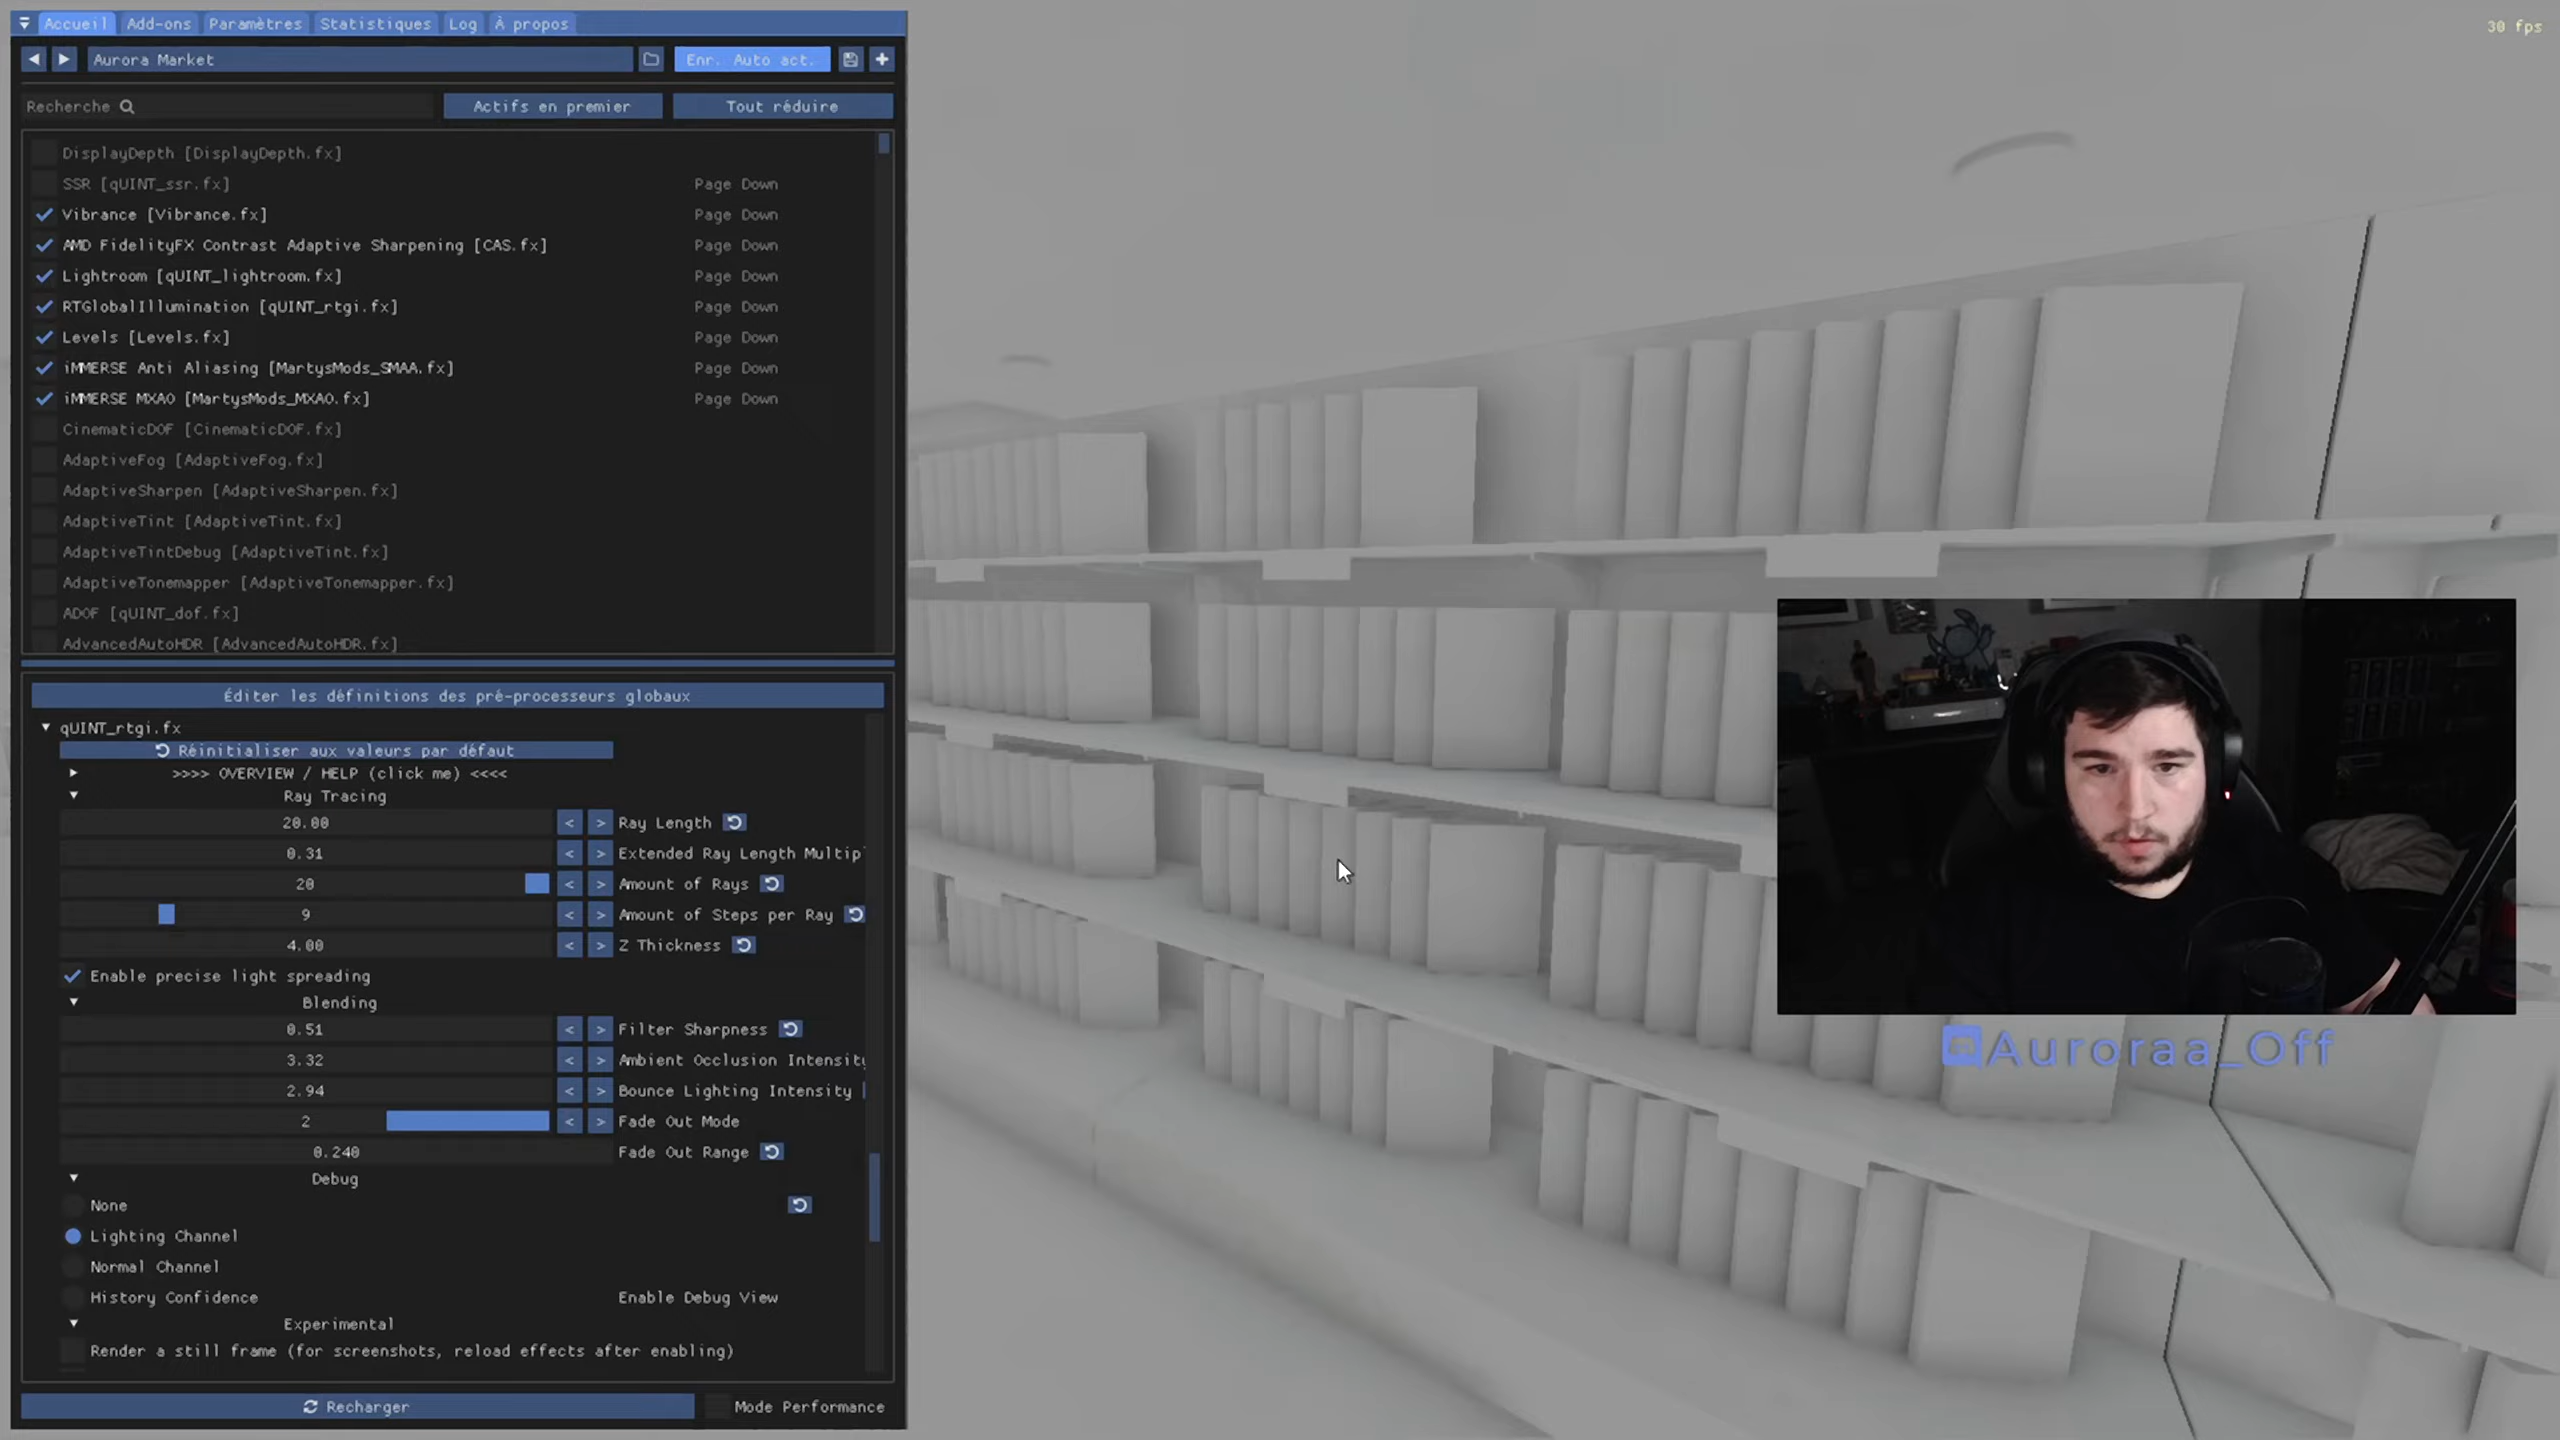 Accueil Add-ons Paramètres Statistiques Log À propos
30 fps
Aurora Market
Enr. Auto act.
Recherche
Actifs en premier
Tout réduire
DisplayDepth [DisplayDepth.fx]
SSR [qUINT_ssr.fx] Page Down
Vibrance [Vibrance.fx] Page Down
AMD FidelityFX Contrast Adaptive Sharpening [CAS.fx] Page Down
Lightroom [qUINT_lightroom.fx] Page Down
RTGlobalIllumination [qUINT_rtgi.fx] Page Down
Levels [Levels.fx] Page Down
iMMERSE Anti Aliasing [MartysMods_SMAA.fx] Page Down
iMMERSE MXAO [MartysMods_MXAO.fx] Page Down
CinematicDOF [CinematicDOF.fx]
AdaptiveFog [AdaptiveFog.fx]
AdaptiveSharpen [AdaptiveSharpen.fx]
AdaptiveTint [AdaptiveTint.fx]
AdaptiveTintDebug [AdaptiveTint.fx]
AdaptiveTonemapper [AdaptiveTonemapper.fx]
ADOF [qUINT_dof.fx]
AdvancedAutoHDR [AdvancedAutoHDR.fx]
Éditer les définitions des pré-processeurs globaux
qUINT_rtgi.fx
Réinitialiser aux valeurs par défaut
>>>> OVERVIEW / HELP (click me) <<<<
Ray Tracing
20.00 < > Ray Length
0.31 < > Extended Ray Length Multip
20 < > Amount of Rays
9 < > Amount of Steps per Ray
4.00 < > Z Thickness
Enable precise light spreading
Blending
0.51 < > Filter Sharpness
3.32 < > Ambient Occlusion Intensity
2.94 < > Bounce Lighting Intensity
2 < > Fade Out Mode
0.240 Fade Out Range
Debug
None
Lighting Channel
Normal Channel
History Confidence Enable Debug View
Experimental
Render a still frame (for screenshots, reload effects after enabling)
Recharger
Mode Performance
Auroraa_Off